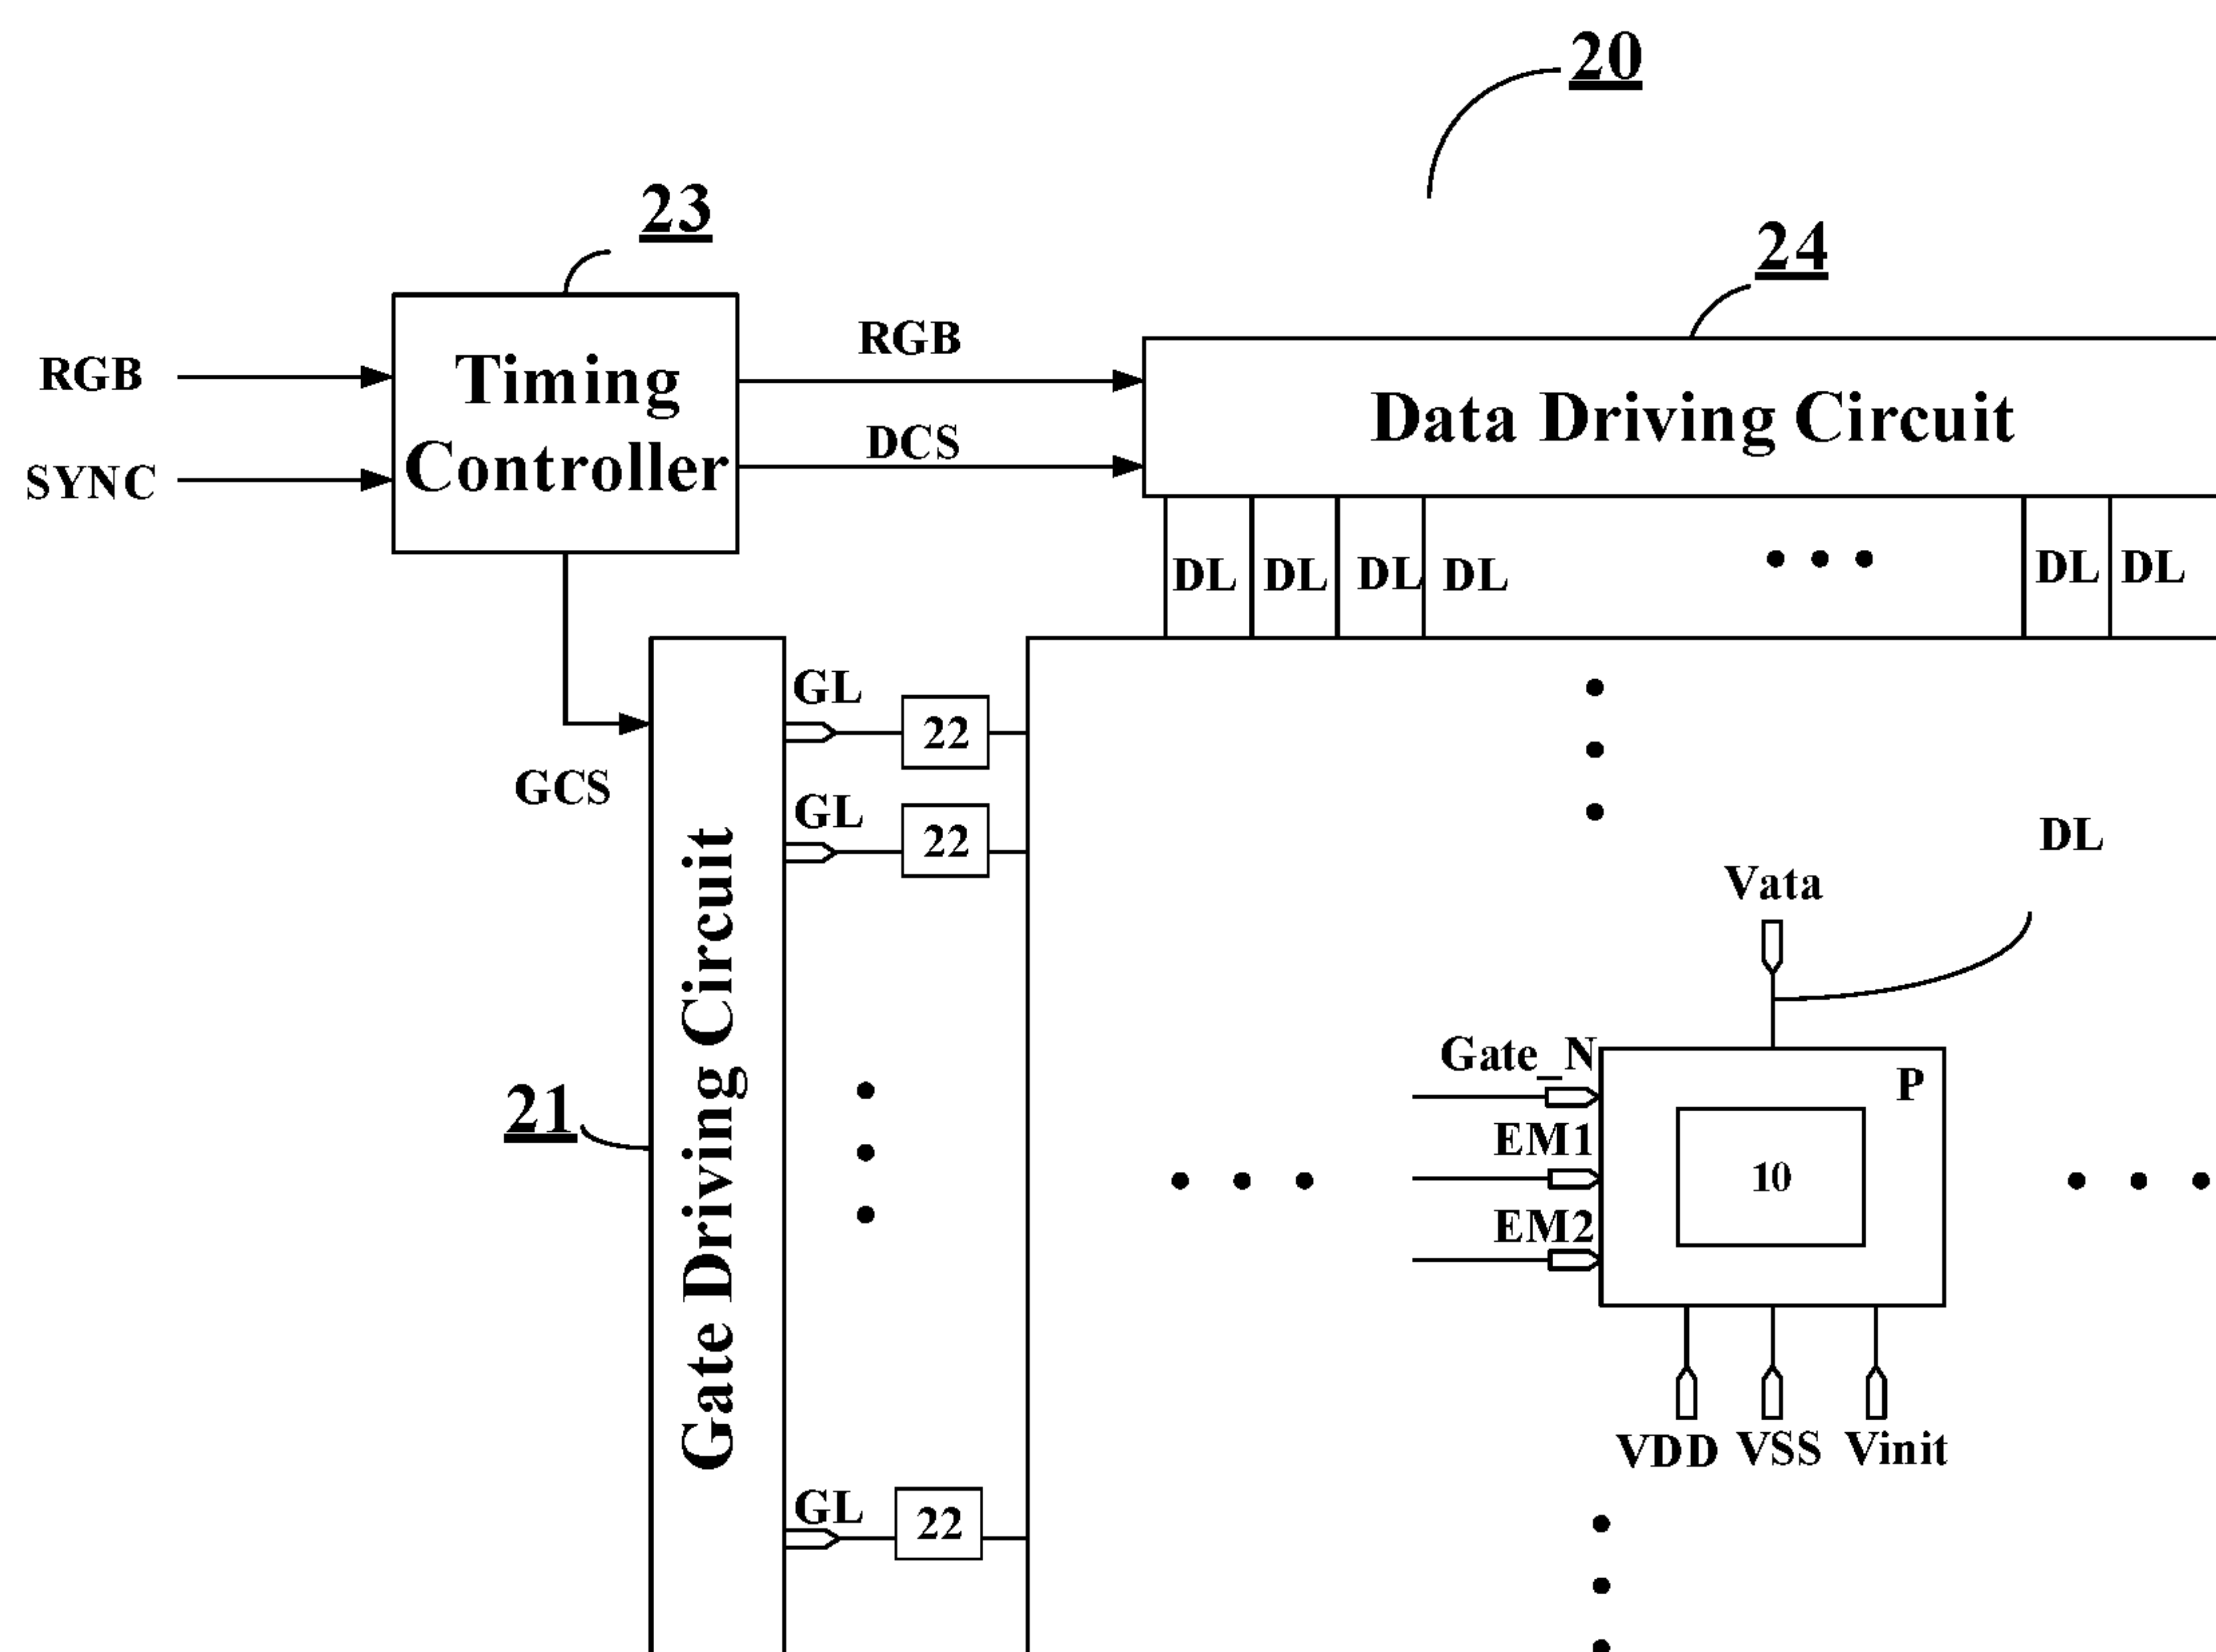 20
23
24
RGB
SYNC
Timing
Controller
RGB
DCS
Data Driving Circuit
DL DL DL DL DL DL
GCS
GL
22
GL
22
DL
Vata
Gate Driving Circuit
21
Gate_N
EM1
EM2
P
10
VDD VSS Vinit
GL
22